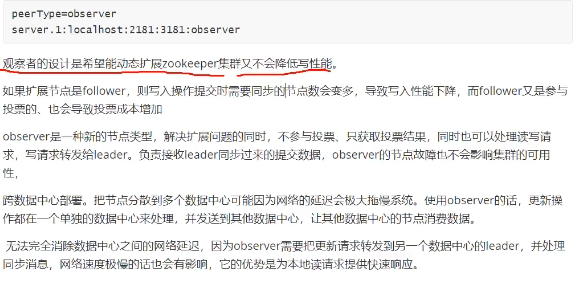 peerType=observer
server.1:localhost:2181:3181:observer
观察者的设计是希望能动态扩展zookeeper集群又不会降低写性能。
如果扩展节点是follower，则写入操作提交时需要同步的节点数会变多，导致写入性能下降，而follower又是参与
投票的、也会导致投票成本增加
observer是一种新的节点类型，解决扩展问题的同时，不参与投票、只获取投票结果，同时也可以处理读写请
求，写请求转发给leader。负责接收leader同步过来的提交数据，observer的节点故障也不会影响集群的可用
性，
跨数据中心部署。把节点分散到多个数据中心可能因为网络的延迟会极大拖慢系统。使用observer的话，更新操
作都在一个单独的数据中心来处理，并发送到其他数据中心，让其他数据中心的节点消费数据。
无法完全消除数据中心之间的网络延迟，因为observer需要把更新请求转发到另一个数据中心的leader，并处理
同步消息，网络速度极慢的话也会有影响，它的优势是为本地读请求提供快速响应。